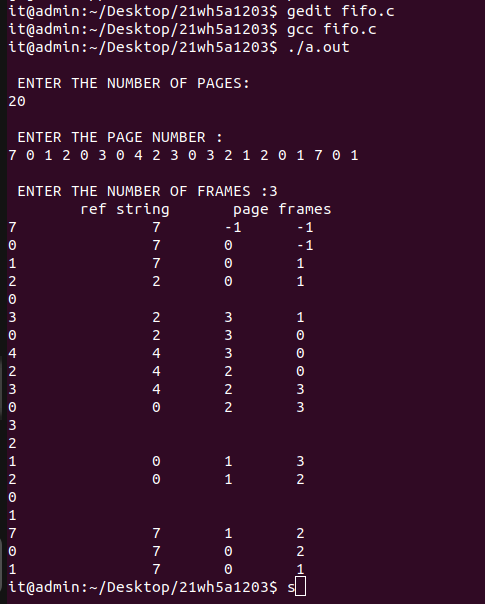 it@admin:~/Desktop/21wh5a1203$ gedit fifo.c
it@admin:~/Desktop/21wh5a1203$ gcc fifo.c
it@admin:~/Desktop/21wh5a1203$ ./a.out
ENTER THE NUMBER OF PAGES:
20
ENTER THE PAGE NUMBER :
7 0 1 2 0 3 0 4 2 3 0 3 2 1 2 0 1 7 0 1
ENTER THE NUMBER OF FRAMES :3
ref string page frames
7 7 -1 -1
0 7 0 -1
1 7 0 1
2 2 0 1
0
3 2 3 1
0 2 3 0
4 4 3 0
2 4 2 0
3 4 2 3
0 0 2 3
3
2
1 0 1 3
2 0 1 2
0
1
7 7 1 2
0 7 0 2
1 7 0 1
it@admin:~/Desktop/21wh5a1203$ s